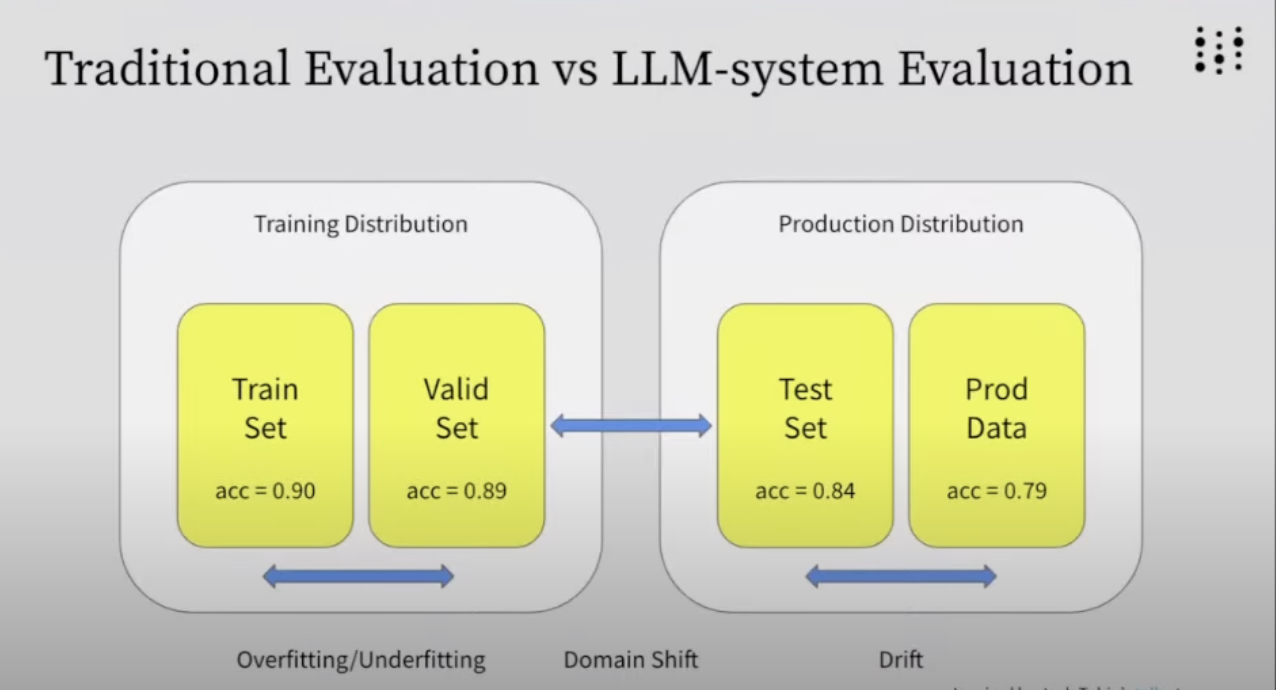 Traditional Evaluation vs LLM-system Evaluation
Training Distribution
Production Distribution
Train
Set
acc = 0.90
Valid
Set
acc = 0.89
Test
Set
acc = 0.84
Prod
Data
acc = 0.79
Overfitting/Underfitting
Domain Shift
Drift